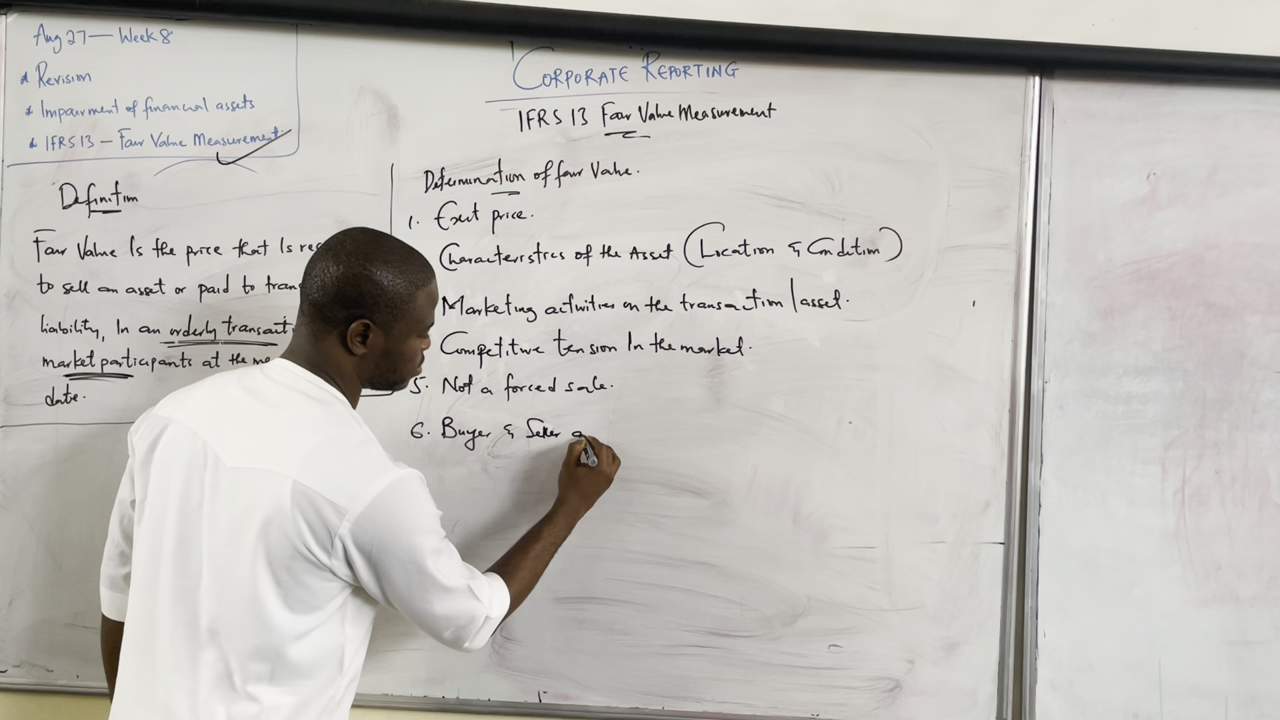 Aug 27 — Week 8
* Revision
* Impairment of financial assets
* IFRS 13 — Fair Value Measurement
CORPORATE REPORTING
IFRS 13 Fair Value Measurement
Definition
Fair Value Is the price that Is
to sell an asset or paid to
liability, In an orderly
market participants at the
date.
Determination of fair Value.
1. Exit price.
Characteristics of the Asset (Location & Condition)
Marketing activities on the transaction / asset.
Competitive tension In the market.
5. Not a forced sale.
6. Buyer & Seller